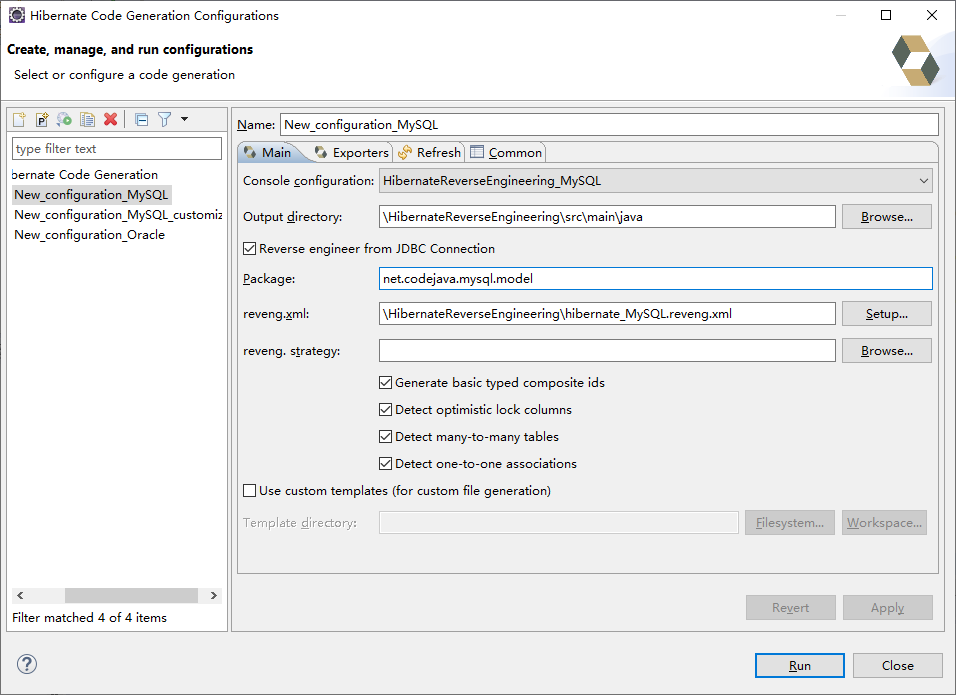 Hibernate Code Generation Configurations
Create, manage, and run configurations
Select or configure a code generation
type filter text
bernate Code Generation
New_configuration_MySQL
New_configuration_MySQL_customiz
New_configuration_Oracle
Filter matched 4 of 4 items
Name: New_configuration_MySQL
Main Exporters Refresh Common
Console configuration: HibernateReverseEngineering_MySQL
Output directory: \HibernateReverseEngineering\src\main\java Browse...
Reverse engineer from JDBC Connection
Package: net.codejava.mysql.model
reveng.xml: \HibernateReverseEngineering\hibernate_MySQL.reveng.xml Setup...
reveng. strategy: Browse...
Generate basic typed composite ids
Detect optimistic lock columns
Detect many-to-many tables
Detect one-to-one associations
Use custom templates (for custom file generation)
Template directory: Filesystem... Workspace...
Revert Apply
? Run Close